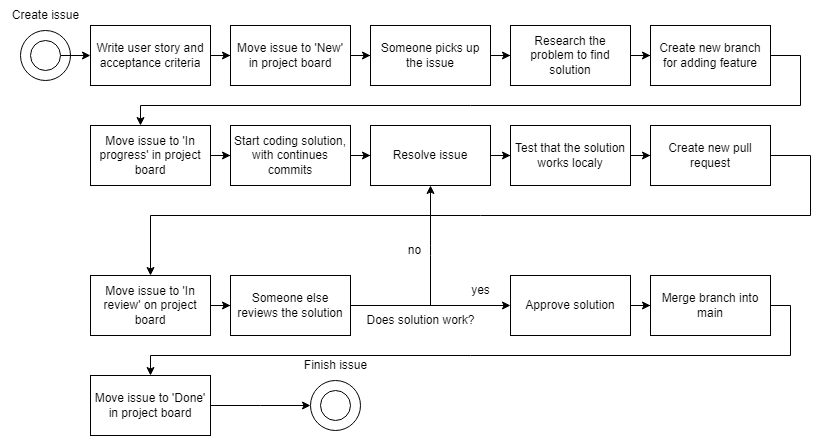 Create issue
Write user story and
acceptance criteria
Move issue to 'New'
in project board
Someone picks up
the issue
Research the
problem to find
solution
Create new branch
for adding feature
Move issue to 'In
progress' in project
board
Start coding solution,
with continues
commits
Resolve issue
Test that the solution
works localy
Create new pull
request
no
Move issue to 'In
review' on project
board
Someone else
reviews the solution
Does solution work?
yes
Approve solution
Merge branch into
main
Move issue to 'Done'
in project board
Finish issue